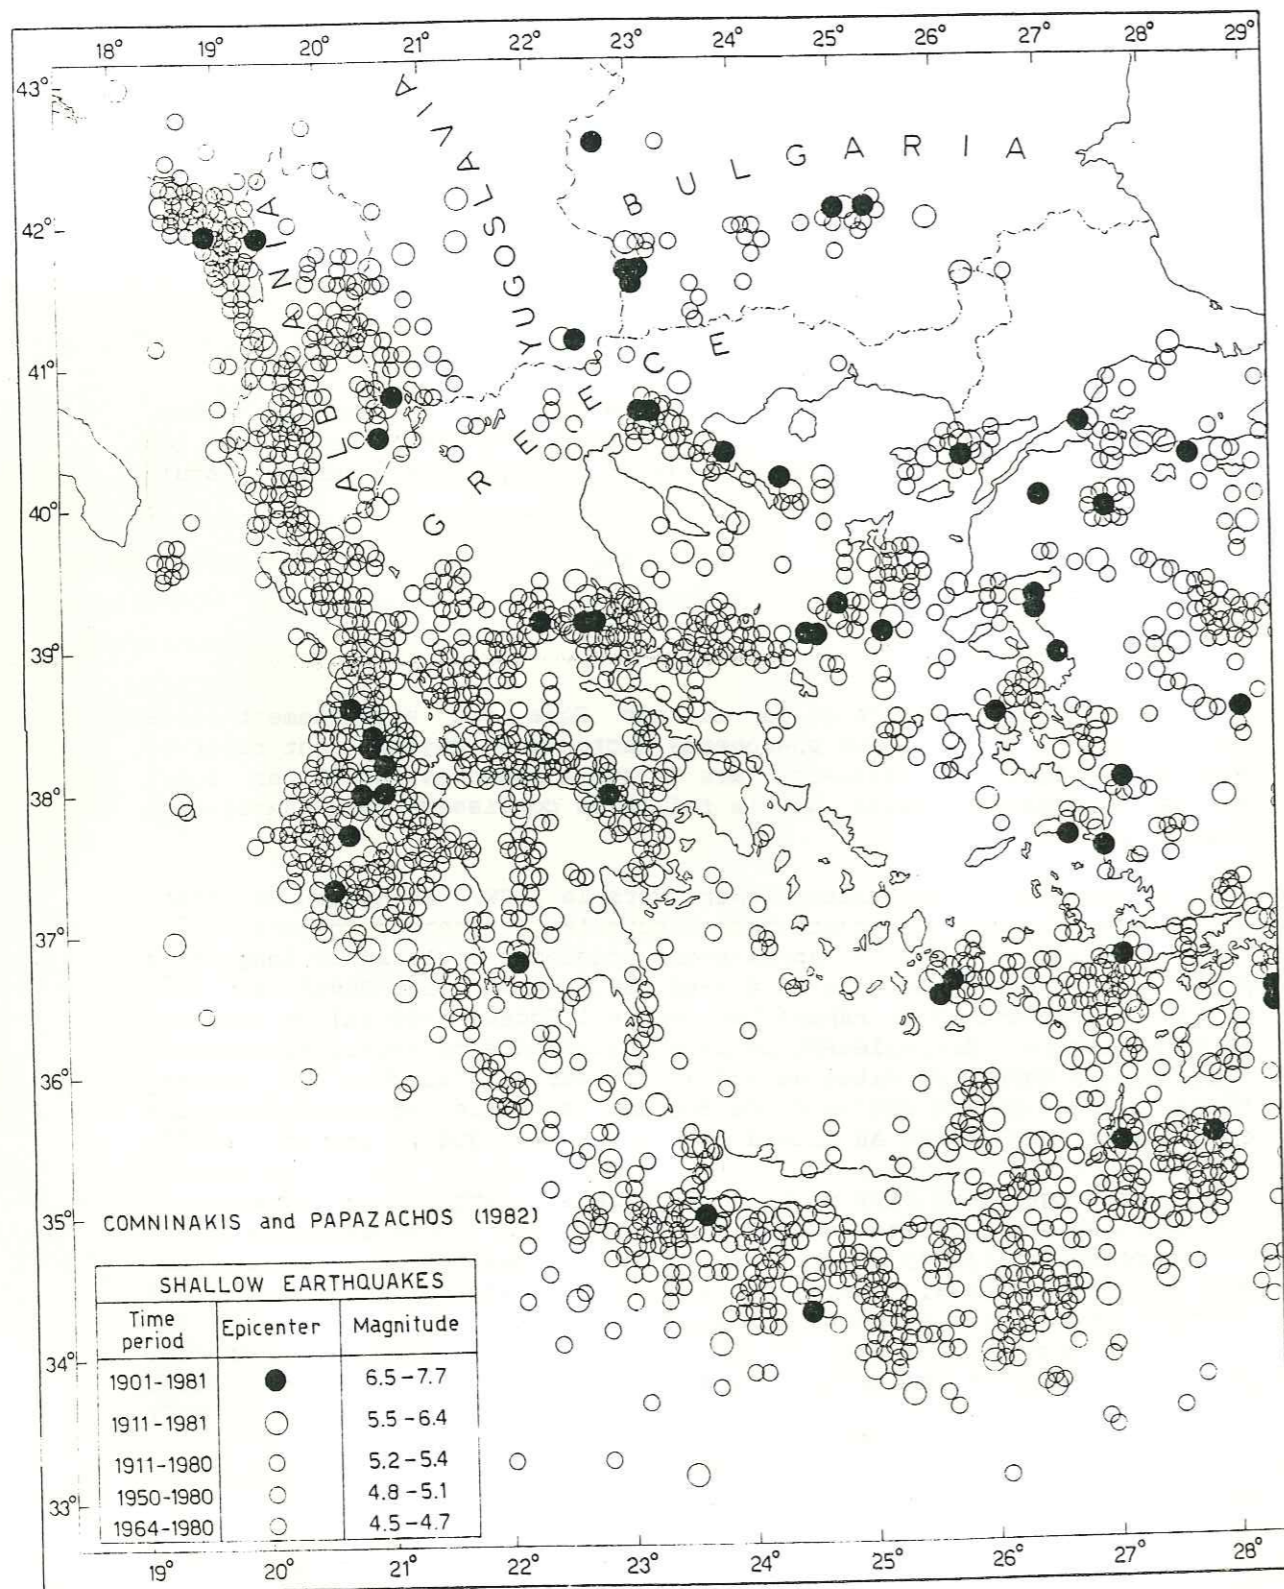 18° 19° 20° 21° 22° 23° 24° 25° 26° 27° 28° 29°
43°
42°
41°
40°
39°
38°
37°
36°
35°
34°
33°
YUGOSLAVIA
BULGARIA
ALBANIA
GREECE
COMNINAKIS and PAPAZACHOS (1982)
SHALLOW EARTHQUAKES
Time period Epicenter Magnitude
1901-1981 6.5-7.7
1911-1981 5.5-6.4
1911-1980 5.2-5.4
1950-1980 4.8-5.1
1964-1980 4.5-4.7
19° 20° 21° 22° 23° 24° 25° 26° 27° 28°